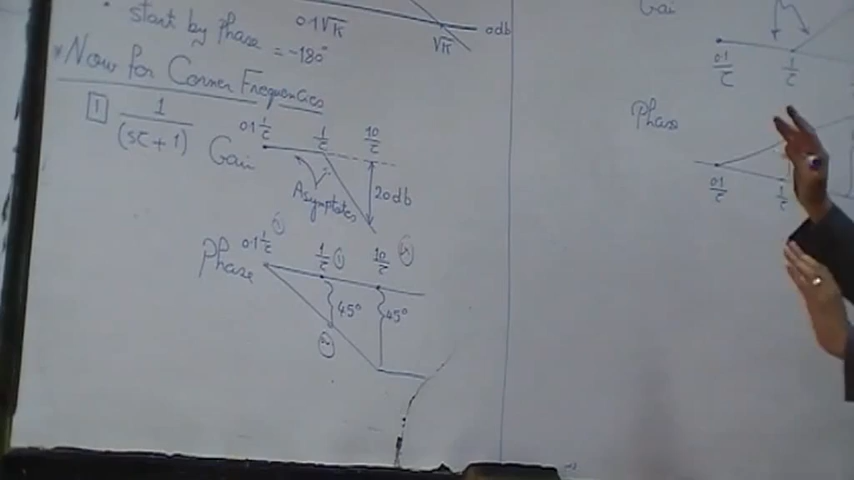 0.1√K
√K
0db
• start by phase = -180°
* Now for Corner Frequencies
1
1
(sτ+1)
Gain
0.1 1/τ
1/τ
10/τ
Asymptotes
20db
Phase
0.1 1/τ
1/τ
10/τ
45°
45°
Gai
0.1/τ
1/τ
Phase
0.1/τ
1/τ